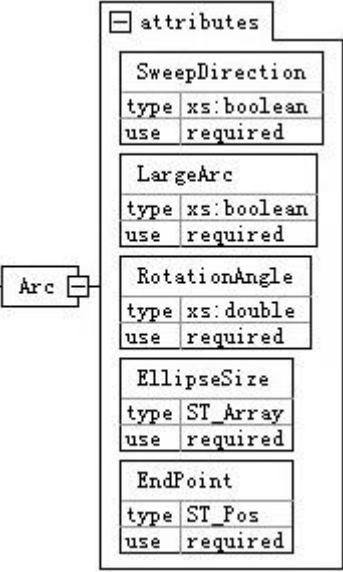 attributes
SweepDirection
type xs:boolean
use required
LargeArc
type xs:boolean
use required
Arc
RotationAngle
type xs:double
use required
EllipseSize
type ST_Array
use required
EndPoint
type ST_Pos
use required